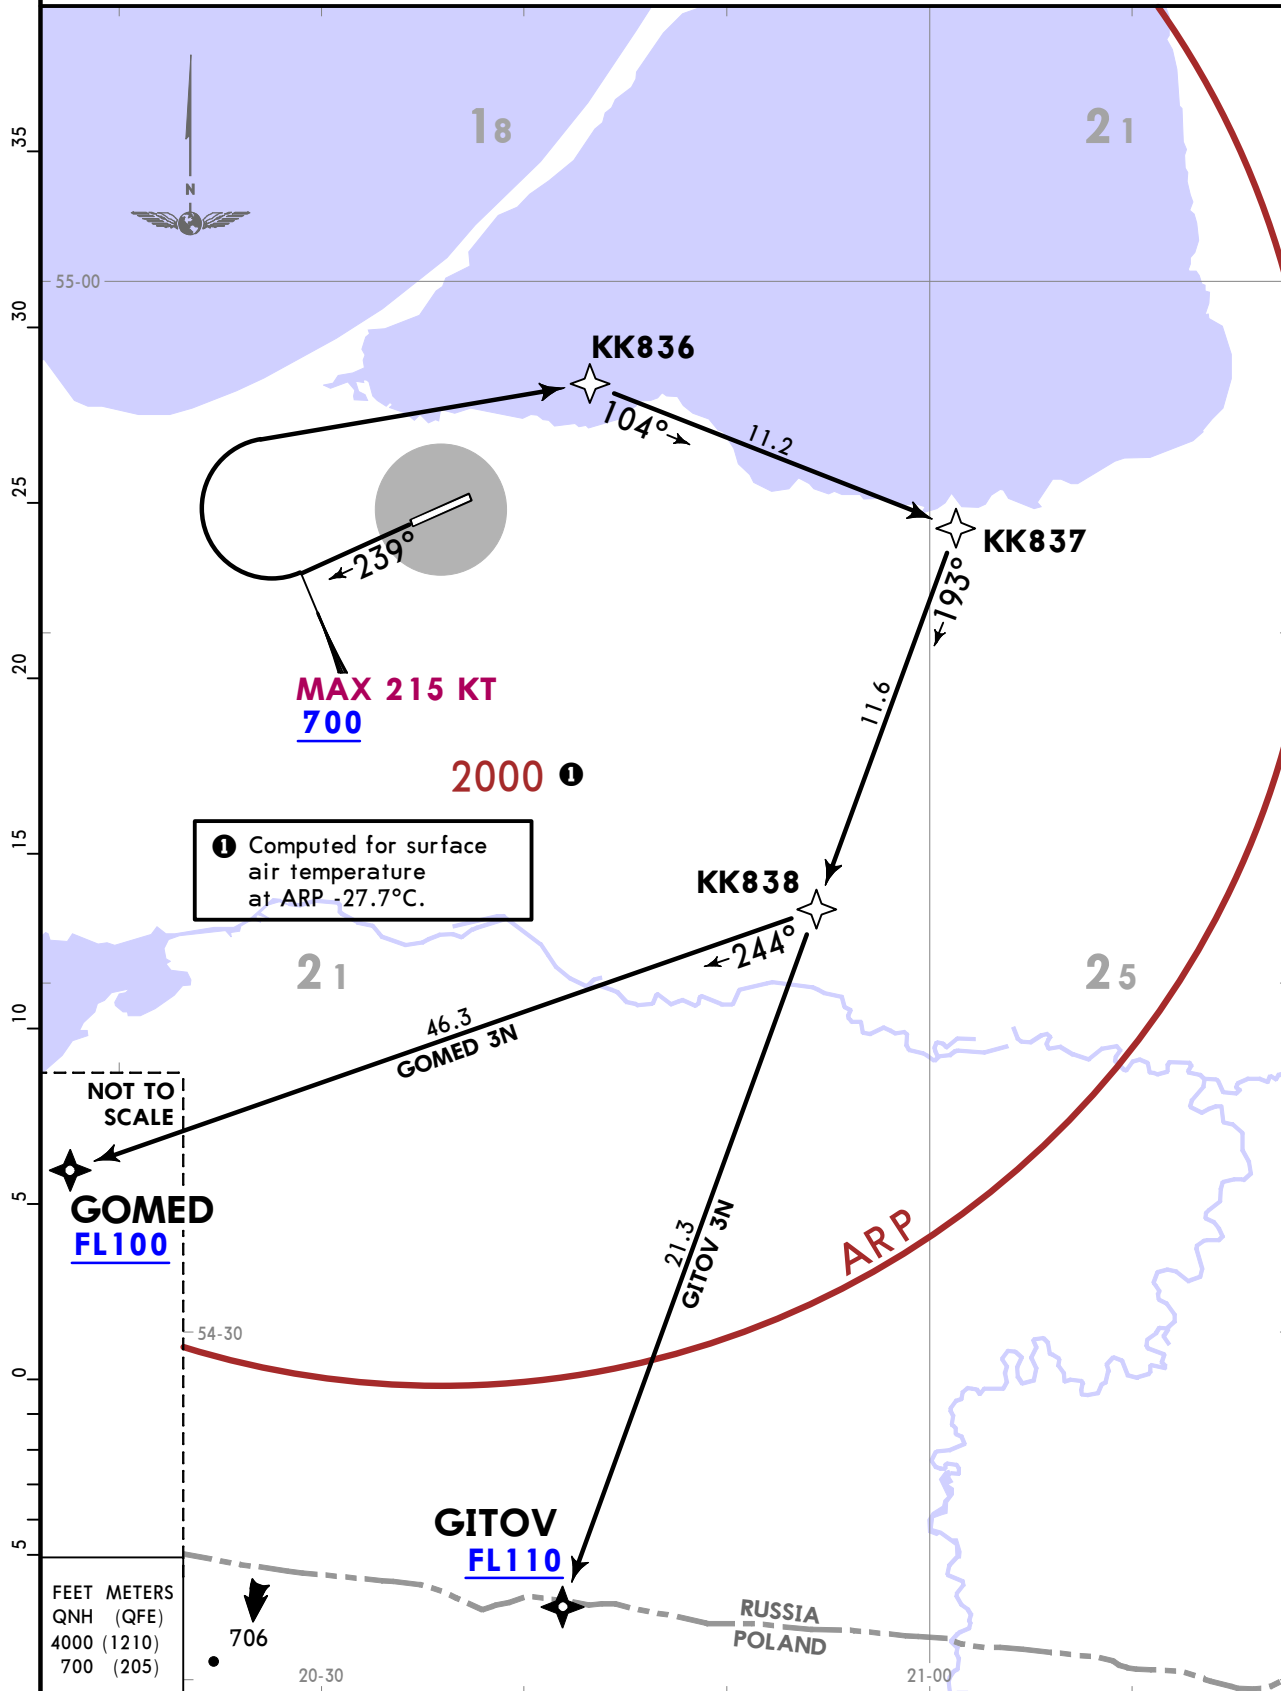 35
18
21
N
55-00
30
KK836
104°
11.2
25
239°
KK837
193°
20
MAX 215 KT
700
11.6
2000 ❶
15
❶ Computed for surface
air temperature
at ARP -27.7°C.
KK838
244°
21
25
10
46.3
GOMED 3N
NOT TO
SCALE
5
GOMED
FL100
21.3
GITOV 3N
ARP
54-30
0
GITOV
FL110
5
FEET METERS
QNH (QFE)
4000 (1210)
700 (205)
706
RUSSIA
POLAND
20-30
21-00